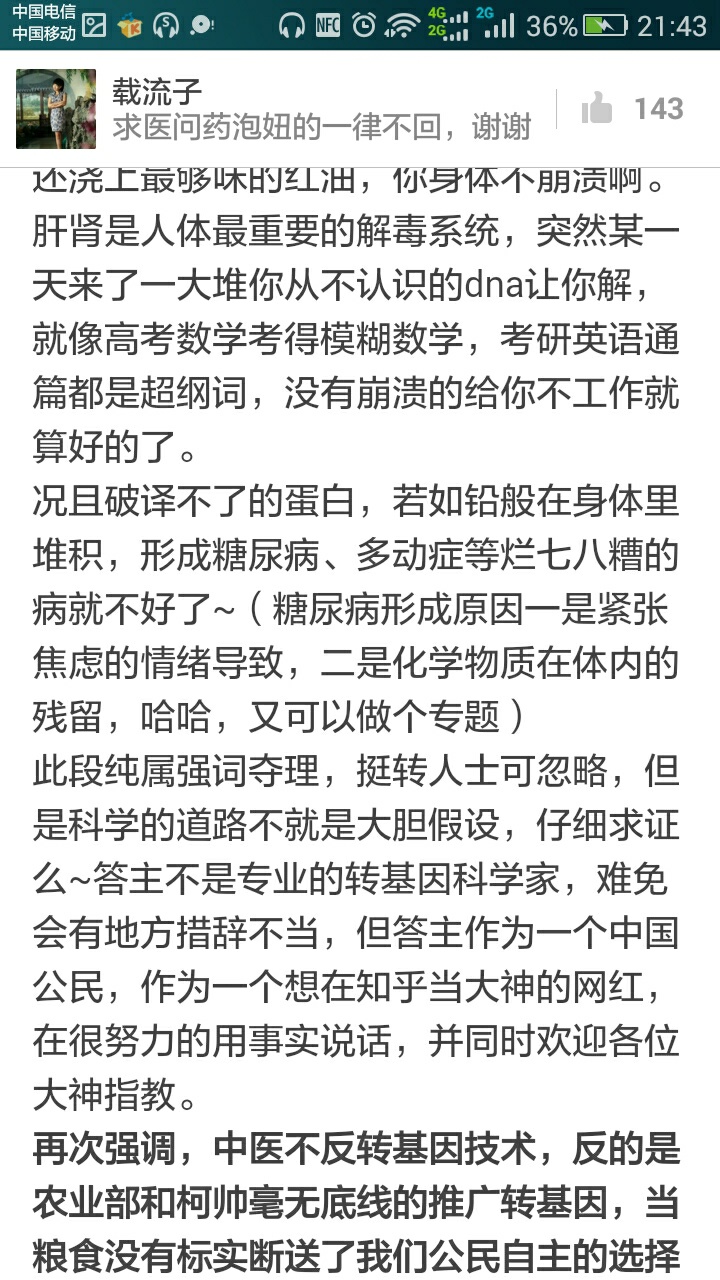 中国电信
中国移动
NFC
4G
2G
2G
36%
21:43
载流子
求医问药泡妞的一律不回，谢谢
143
还浇上最够味的红油，你身体不崩溃啊。
肝肾是人体最重要的解毒系统，突然某一
天来了一大堆你从不认识的dna让你解，
就像高考数学考得模糊数学，考研英语通
篇都是超纲词，没有崩溃的给你不工作就
算好的了。
况且破译不了的蛋白，若如铅般在身体里
堆积，形成糖尿病、多动症等烂七八糟的
病就不好了~（糖尿病形成原因一是紧张
焦虑的情绪导致，二是化学物质在体内的
残留，哈哈，又可以做个专题）
此段纯属强词夺理，挺转人士可忽略，但
是科学的道路不就是大胆假设，仔细求证
么~答主不是专业的转基因科学家，难免
会有地方措辞不当，但答主作为一个中国
公民，作为一个想在知乎当大神的网红，
在很努力的用事实说话，并同时欢迎各位
大神指教。
再次强调，中医不反转基因技术，反的是
农业部和柯帅毫无底线的推广转基因，当
粮食没有标实断送了我们公民自主的选择